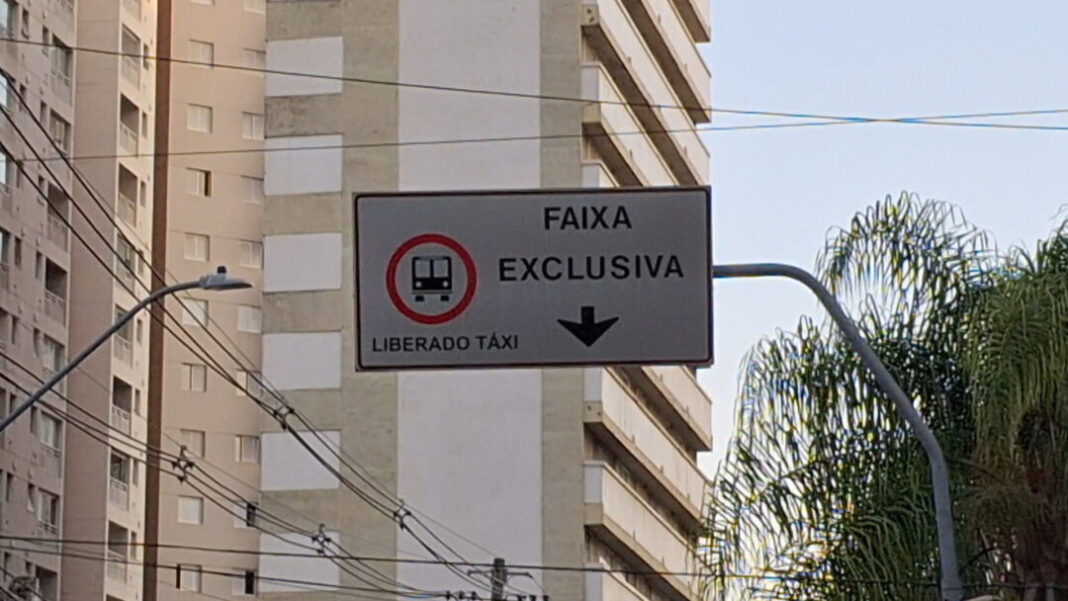 FAIXA
EXCLUSIVA
LIBERADO TÁXI